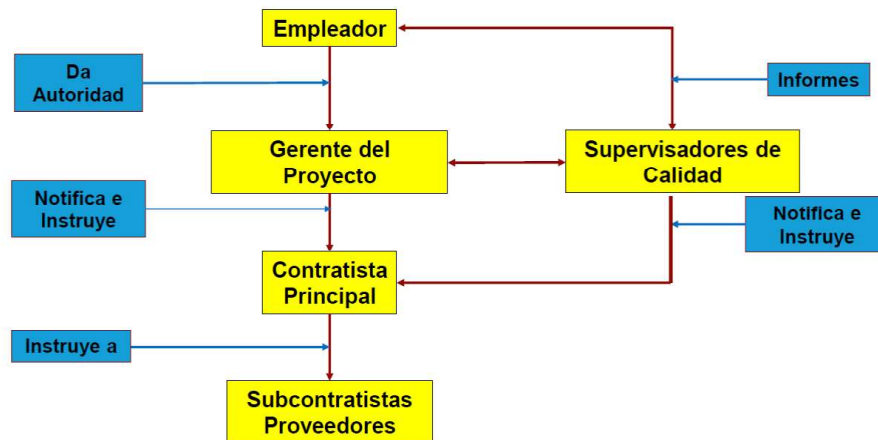 Empleador
Da
Autoridad
Informes
Gerente del
Proyecto
Supervisadores de
Calidad
Notifica e
Instruye
Notifica e
Instruye
Contratista
Principal
Instruye a
Subcontratistas
Proveedores